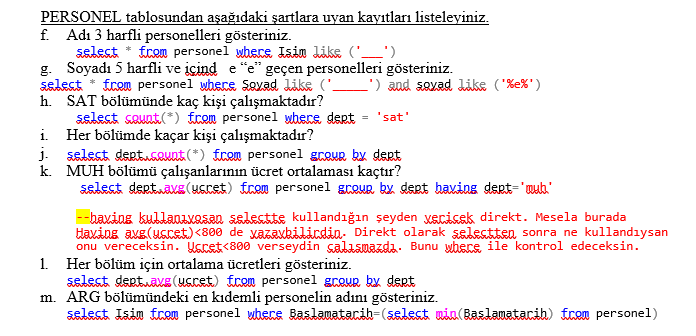 PERSONEL tablosundan aşağıdaki şartlara uyan kayıtları listeleyiniz.
f. Adı 3 harfli personelleri gösteriniz.
select * from personel where Isim like ('___')
g. Soyadı 5 harfli ve içind e “e” geçen personelleri gösteriniz.
select * from personel where Soyad like ('_____') and soyad like ('%e%')
h. SAT bölümünde kaç kişi çalışmaktadır?
select count(*) from personel where dept = 'sat'
i. Her bölümde kaçar kişi çalışmaktadır?
j. select dept,count(*) from personel group by dept
k. MUH bölümü çalışanlarının ücret ortalaması kaçtır?
select dept,avg(ucret) from personel group by dept having dept='muh'
--having kullanıyosan selectte kullandığın şeyden vericek direkt. Mesela burada
Having avg(ucret)<800 de yazavbilirdin. Direkt olarak selectten sonra ne kullandıysan
onu vereceksin. Ucret<800 verseydin çalışmazdı. Bunu where ile kontrol edeceksin.
l. Her bölüm için ortalama ücretleri gösteriniz.
select dept,avg(ucret) from personel group by dept
m. ARG bölümündeki en kıdemli personelin adını gösteriniz.
select Isim from personel where Baslamatarih=(select min(Baslamatarih) from personel)